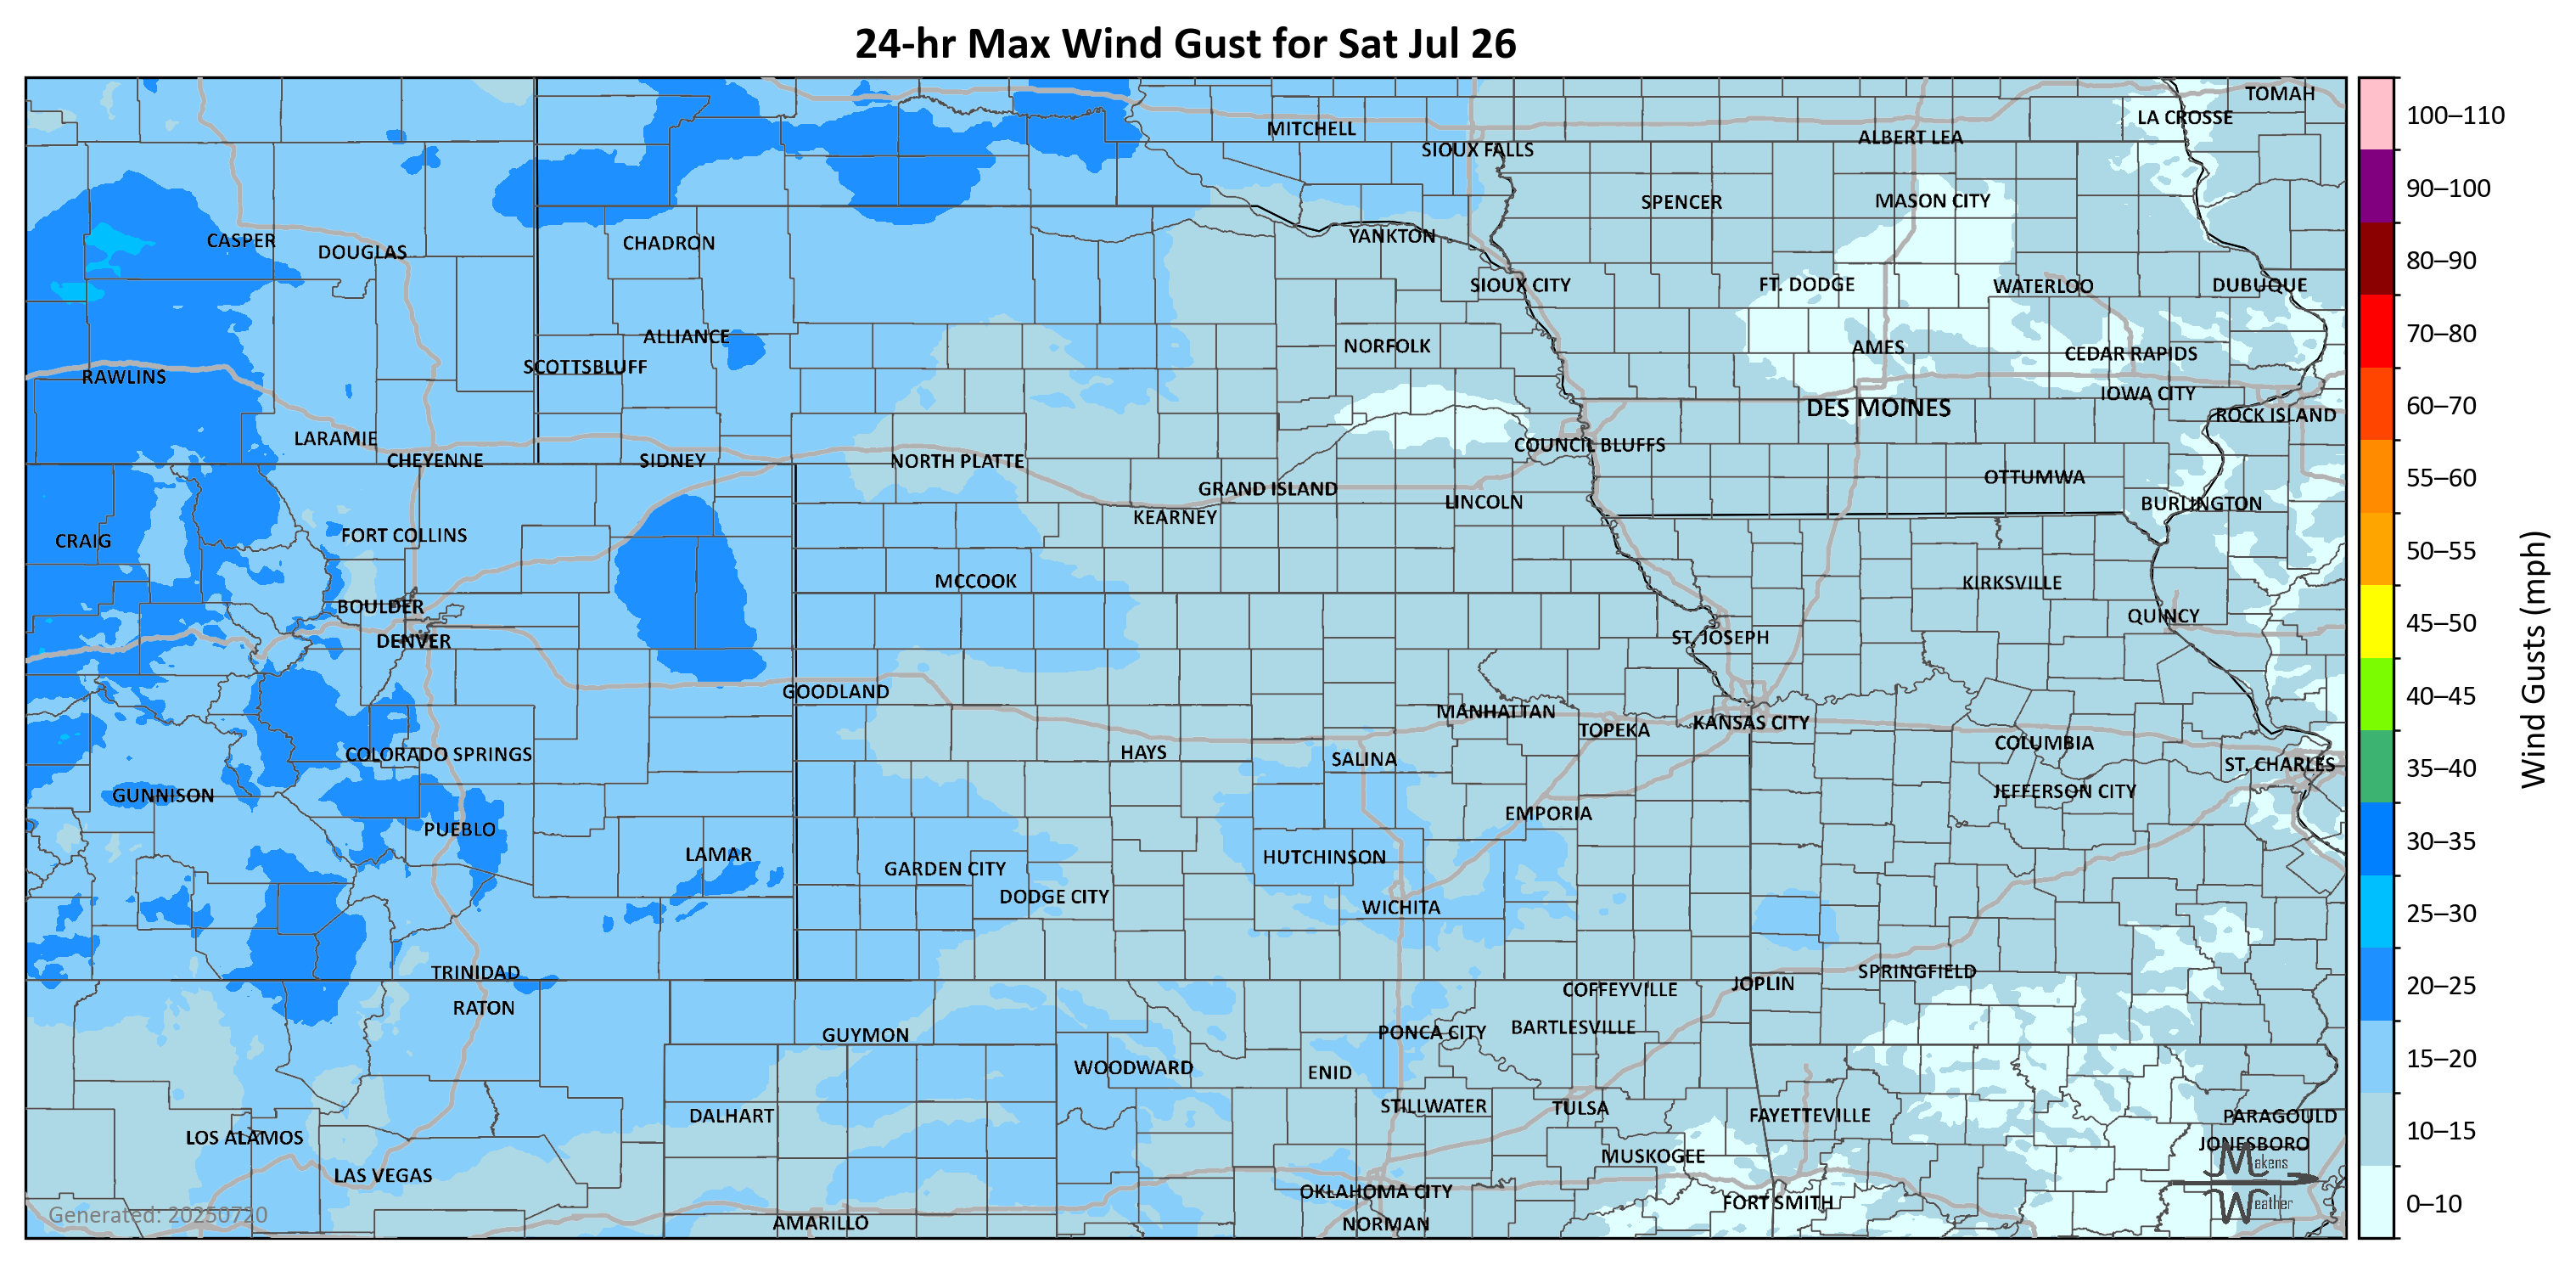 24-hr Max Wind Gust for Sat Jul 26
TOMAH
LA CROSSE
MITCHELL
ALBERT LEA
SIOUX FALLS
SPENCER
MASON CITY
CASPER
DOUGLAS
CHADRON
YANKTON
SIOUX CITY
FT. DODGE
WATERLOO
DUBUQUE
ALLIANCE
NORFOLK
AMES
CEDAR RAPIDS
SCOTTSBLUFF
RAWLINS
IOWA CITY
DES MOINES
ROCK ISLAND
LARAMIE
COUNCIL BLUFFS
CHEYENNE
SIDNEY
NORTH PLATTE
OTTUMWA
GRAND ISLAND
LINCOLN
BURLINGTON
KEARNEY
CRAIG
FORT COLLINS
MCCOOK
KIRKSVILLE
BOULDER
QUINCY
DENVER
ST. JOSEPH
GOODLAND
MANHATTAN
TOPEKA
KANSAS CITY
COLUMBIA
COLORADO SPRINGS
HAYS
SALINA
ST. CHARLES
GUNNISON
JEFFERSON CITY
EMPORIA
PUEBLO
LAMAR
HUTCHINSON
GARDEN CITY
DODGE CITY
WICHITA
TRINIDAD
SPRINGFIELD
JOPLIN
COFFEYVILLE
RATON
GUYMON
PONCA CITY
BARTLESVILLE
WOODWARD
ENID
STILLWATER
TULSA
DALHART
FAYETTEVILLE
PARAGOULD
LOS ALAMOS
JONESBORO
MUSKOGEE
LAS VEGAS
OKLAHOMA CITY
FORT SMITH
AMARILLO
NORMAN
Generated: 20250720
Makens
Weather
100–110
90–100
80–90
70–80
60–70
55–60
50–55
45–50
40–45
35–40
30–35
25–30
20–25
15–20
10–15
0–10
Wind Gusts (mph)